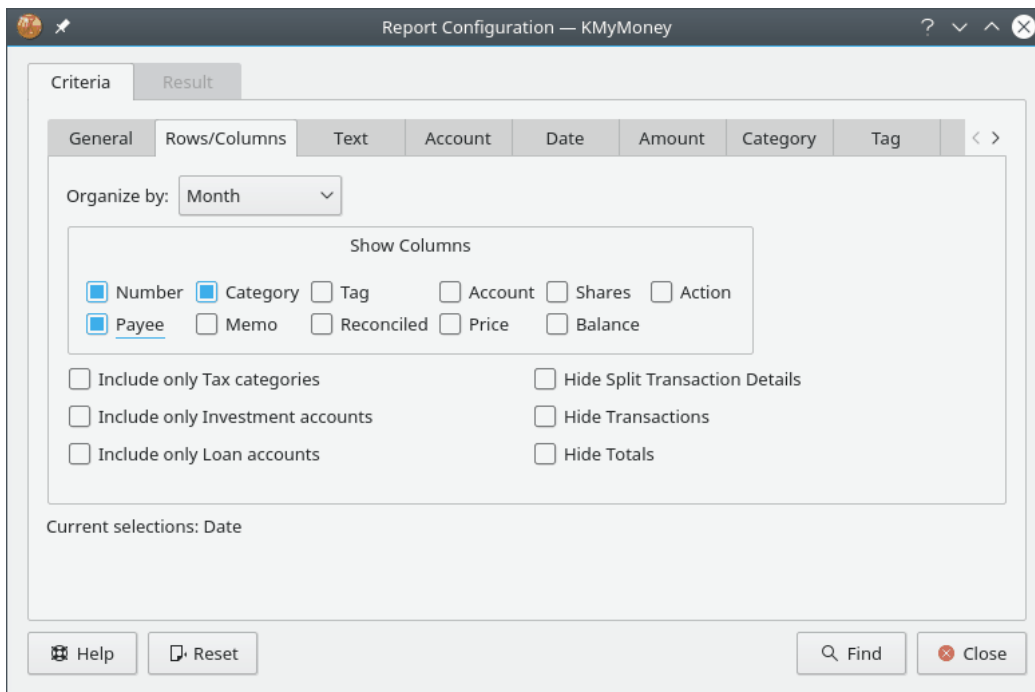 Report Configuration — KMyMoney
Criteria Result
General Rows/Columns Text Account Date Amount Category Tag
Organize by: Month
Show Columns
Number Category Tag Account Shares Action
Payee Memo Reconciled Price Balance
Include only Tax categories Hide Split Transaction Details
Include only Investment accounts Hide Transactions
Include only Loan accounts Hide Totals
Current selections: Date
Help Reset Find Close